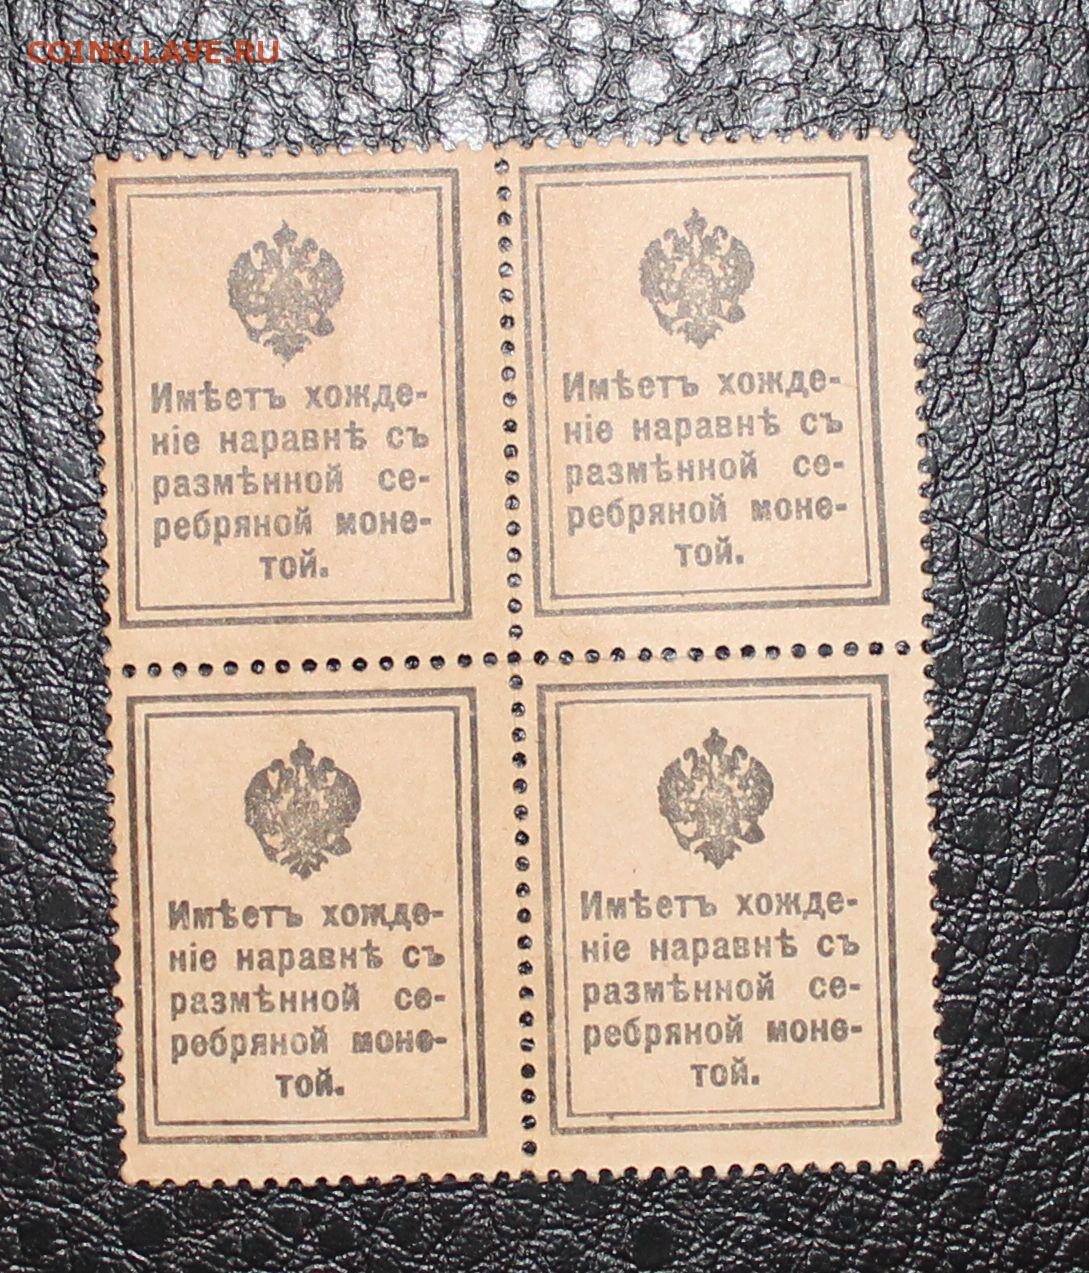 COINS.LAVE.RU
Имѣетъ хожде-
ніе наравнѣ съ
размѣнной се-
ребряной моне-
той.
Имѣетъ хожде-
ніе наравнѣ съ
размѣнной се-
ребряной моне-
той.
Имѣетъ хожде-
ніе наравнѣ съ
размѣнной се-
ребряной моне-
той.
Имѣетъ хожде-
ніе наравнѣ съ
размѣнной се-
ребряной моне-
той.